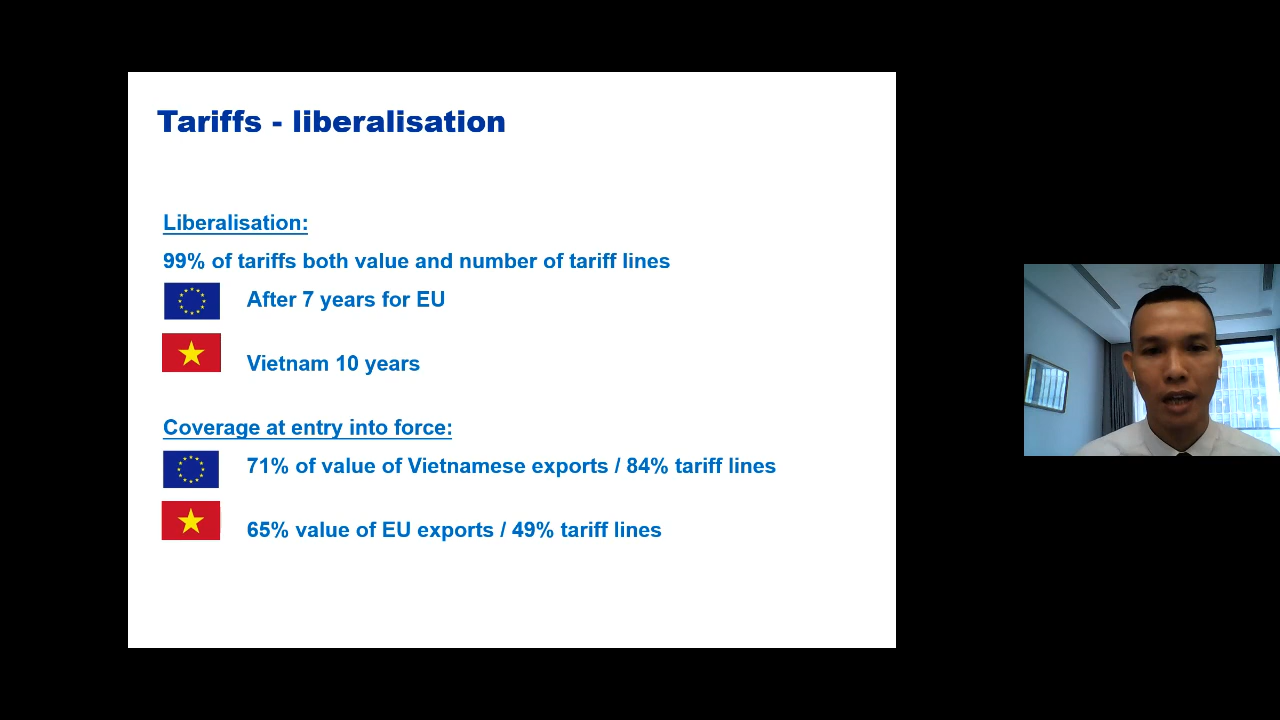 Tariffs - liberalisation
Liberalisation:
99% of tariffs both value and number of tariff lines
After 7 years for EU
Vietnam 10 years
Coverage at entry into force:
71% of value of Vietnamese exports / 84% tariff lines
65% value of EU exports / 49% tariff lines